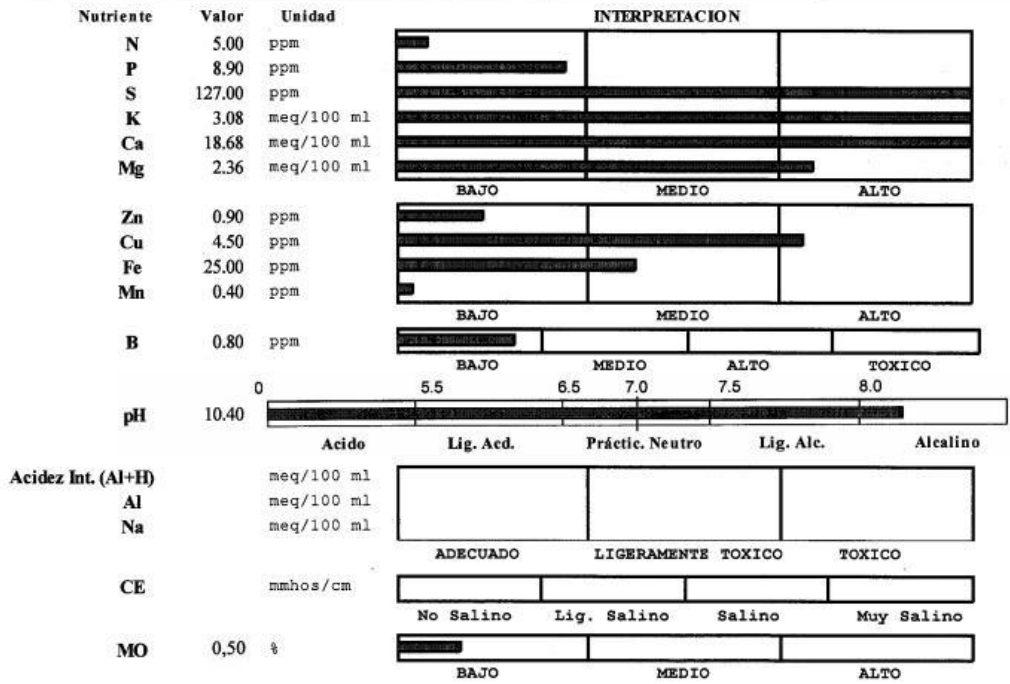 Nutriente Valor Unidad INTERPRETACION
N 5.00 ppm
P 8.90 ppm
S 127.00 ppm
K 3.08 meq/100 ml
Ca 18.68 meq/100 ml
Mg 2.36 meq/100 ml
BAJO MEDIO ALTO
Zn 0.90 ppm
Cu 4.50 ppm
Fe 25.00 ppm
Mn 0.40 ppm
BAJO MEDIO ALTO
B 0.80 ppm
BAJO MEDIO ALTO TOXICO
0 5.5 6.5 7.0 7.5 8.0
pH 10.40
Acido Lig. Acd. Práctic. Neutro Lig. Alc. Alcalino
Acidez Int. (Al+H) meq/100 ml
Al meq/100 ml
Na meq/100 ml
ADECUADO LIGERAMENTE TOXICO TOXICO
CE mmhos/cm
No Salino Lig. Salino Salino Muy Salino
MO 0,50 %
BAJO MEDIO ALTO